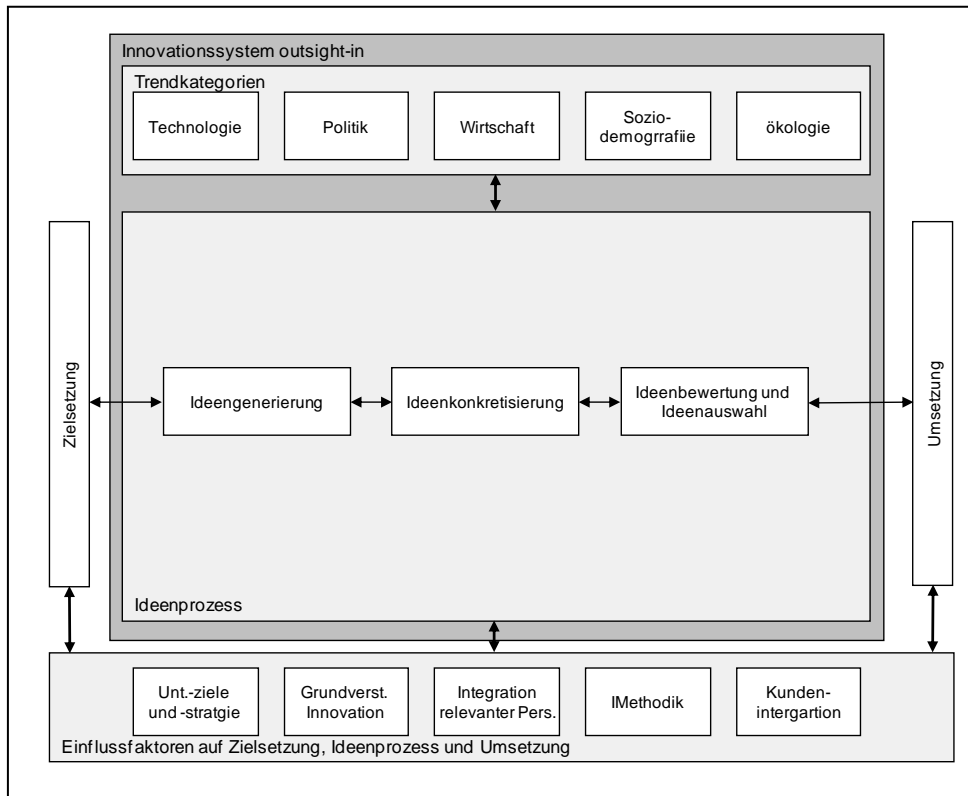 Innovationssystem outsight-in
Trendkategorien
Technologie
Politik
Wirtschaft
Sozio-
demogrrafiie
ökologie
Zielsetzung
Ideengenerierung
Ideenkonkretisierung
Ideenbewertung und
Ideenauswahl
Umsetzung
Ideenprozess
Unt.-ziele
und -stratgie
Grundverst.
Innovation
Integration
relevanter Pers.
IMethodik
Kunden-
intergartion
Einflussfaktoren auf Zielsetzung, Ideenprozess und Umsetzung